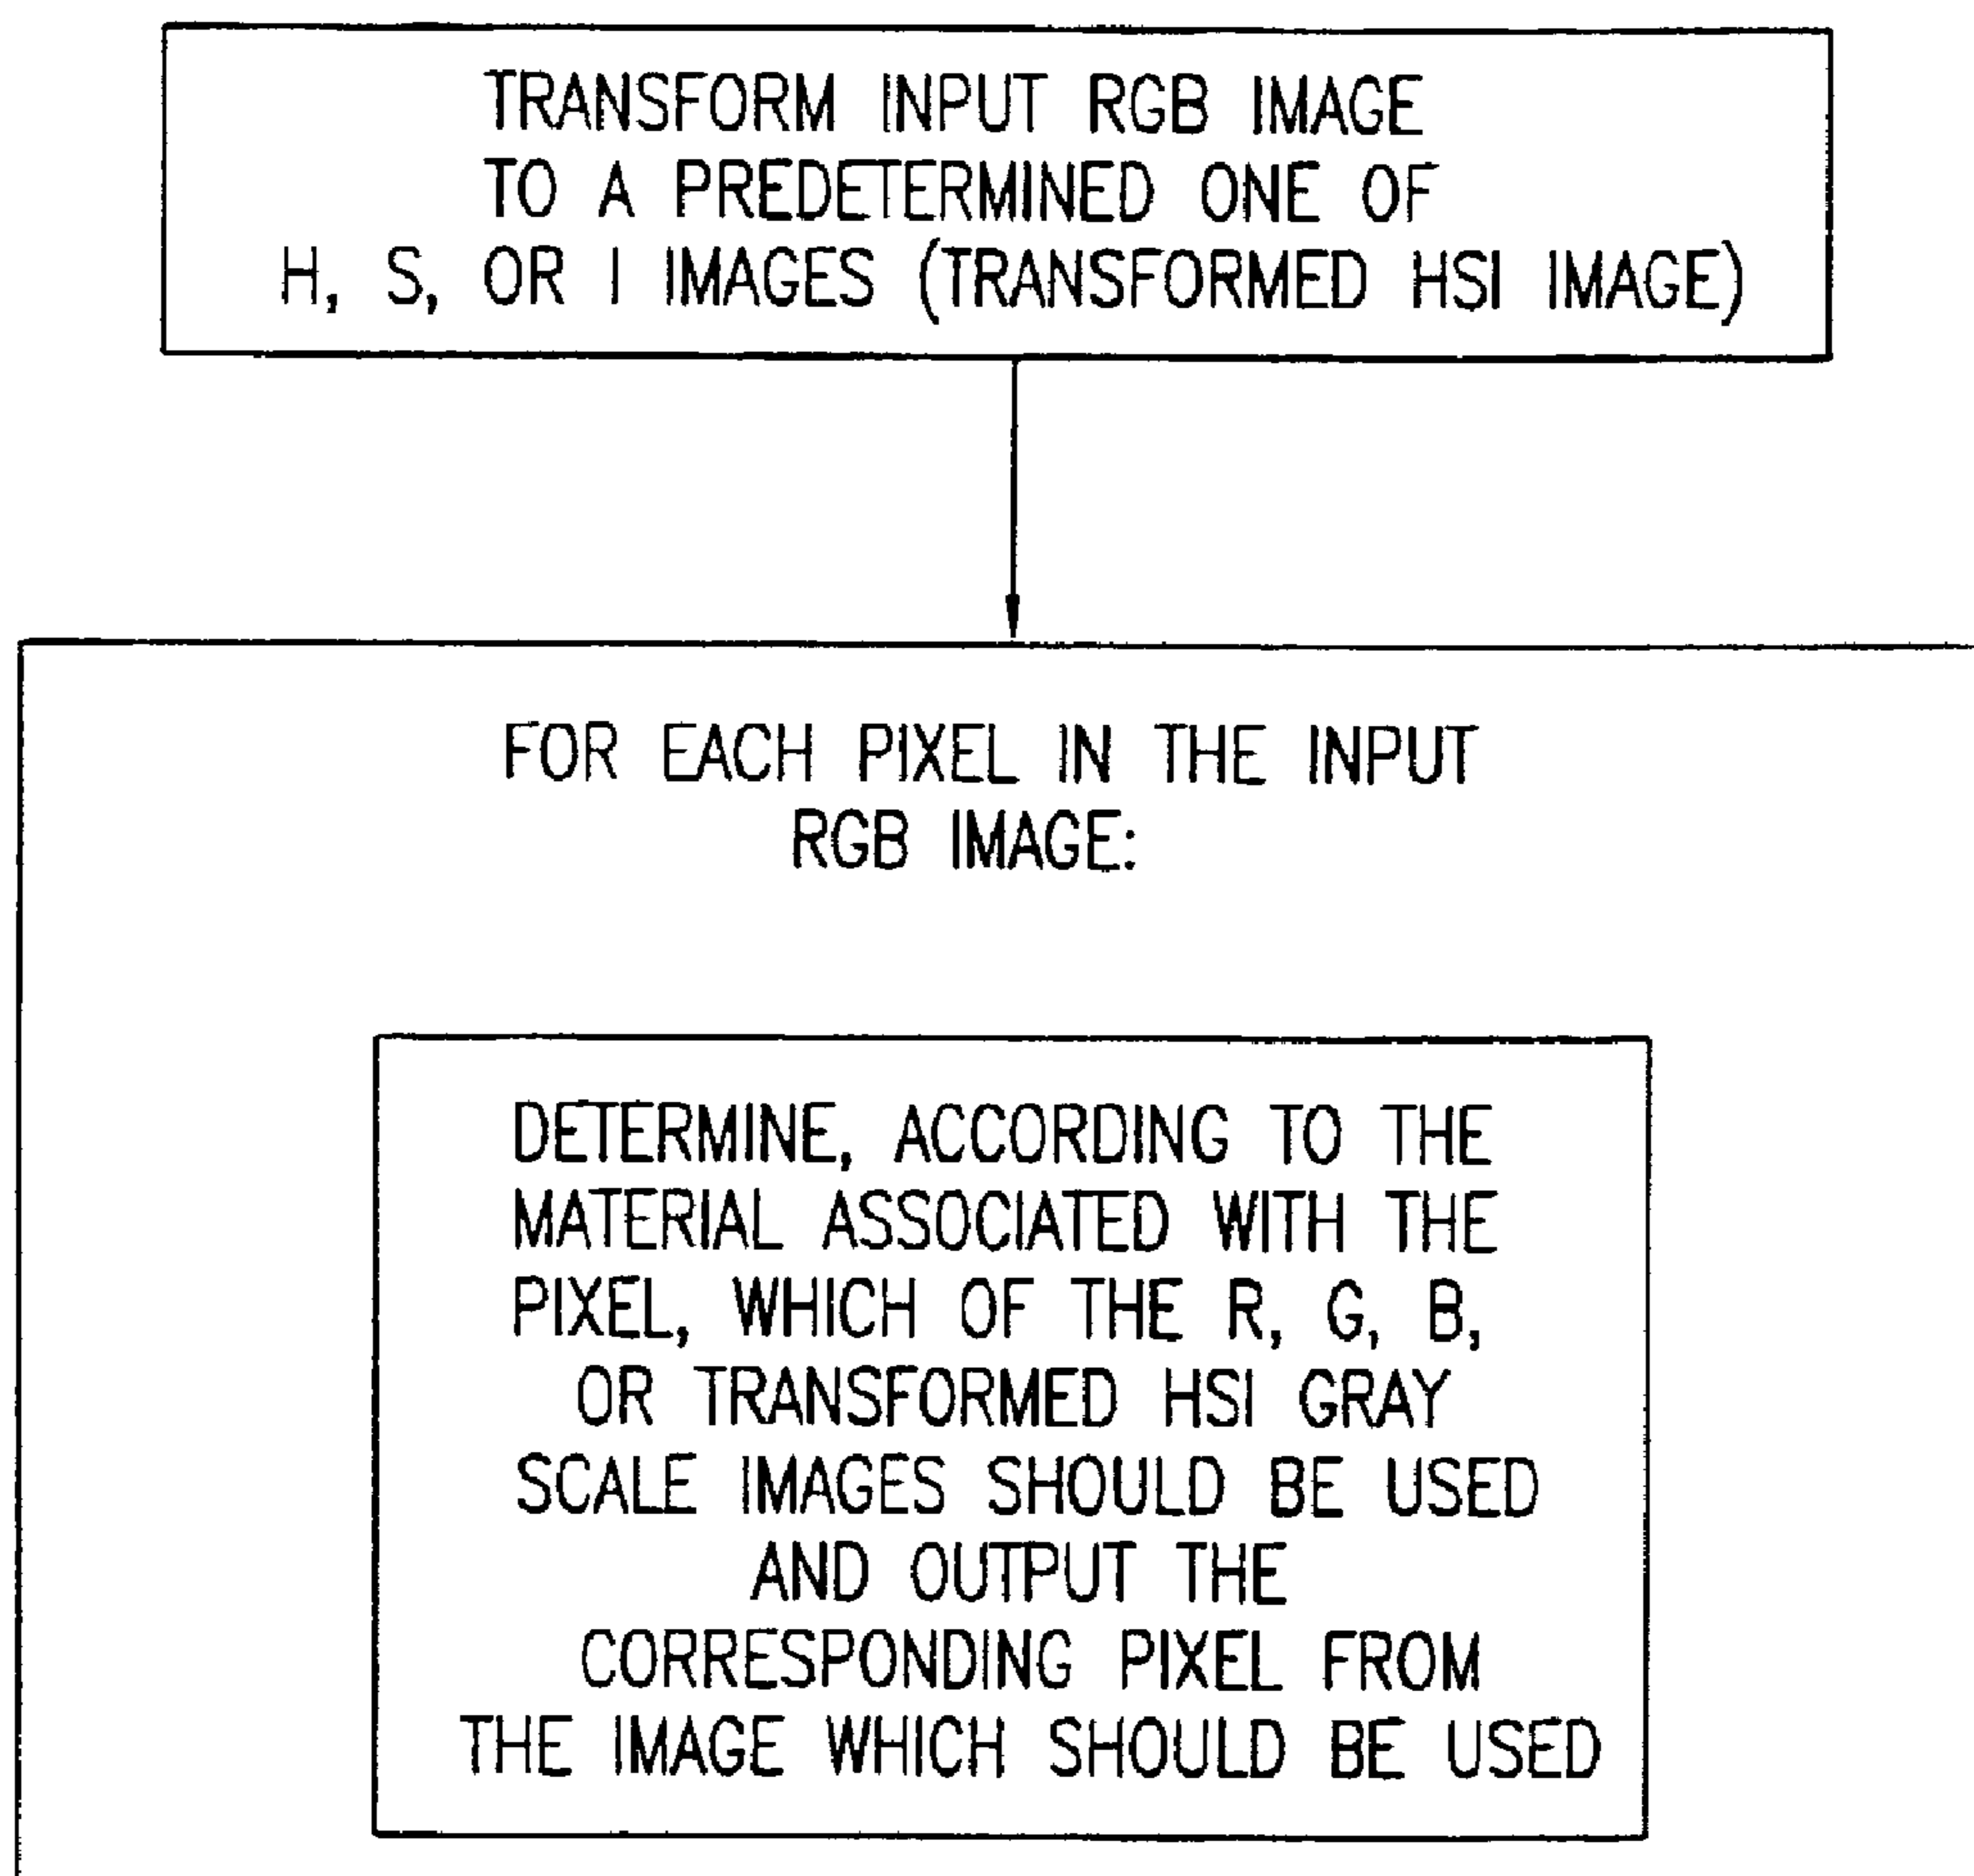 TRANSFORM INPUT RGB IMAGE
TO A PREDETERMINED ONE OF
H, S, OR I IMAGES (TRANSFORMED HSI IMAGE)
FOR EACH PIXEL IN THE INPUT
RGB IMAGE:
DETERMINE, ACCORDING TO THE
MATERIAL ASSOCIATED WITH THE
PIXEL, WHICH OF THE R, G, B,
OR TRANSFORMED HSI GRAY
SCALE IMAGES SHOULD BE USED
AND OUTPUT THE
CORRESPONDING PIXEL FROM
THE IMAGE WHICH SHOULD BE USED